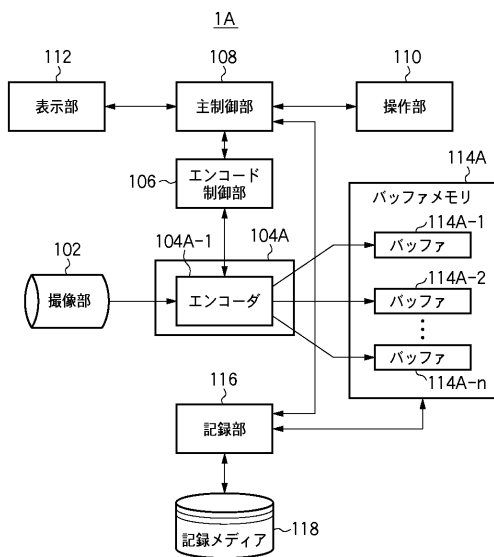 1A
112
108
110
表示部
主制御部
操作部
106
エンコード
制御部
114A
バッファメモリ
114A-1
バッファ
102
104A-1
104A
撮像部
エンコーダ
114A-2
バッファ
バッファ
114A-n
116
記録部
記録メディア
118